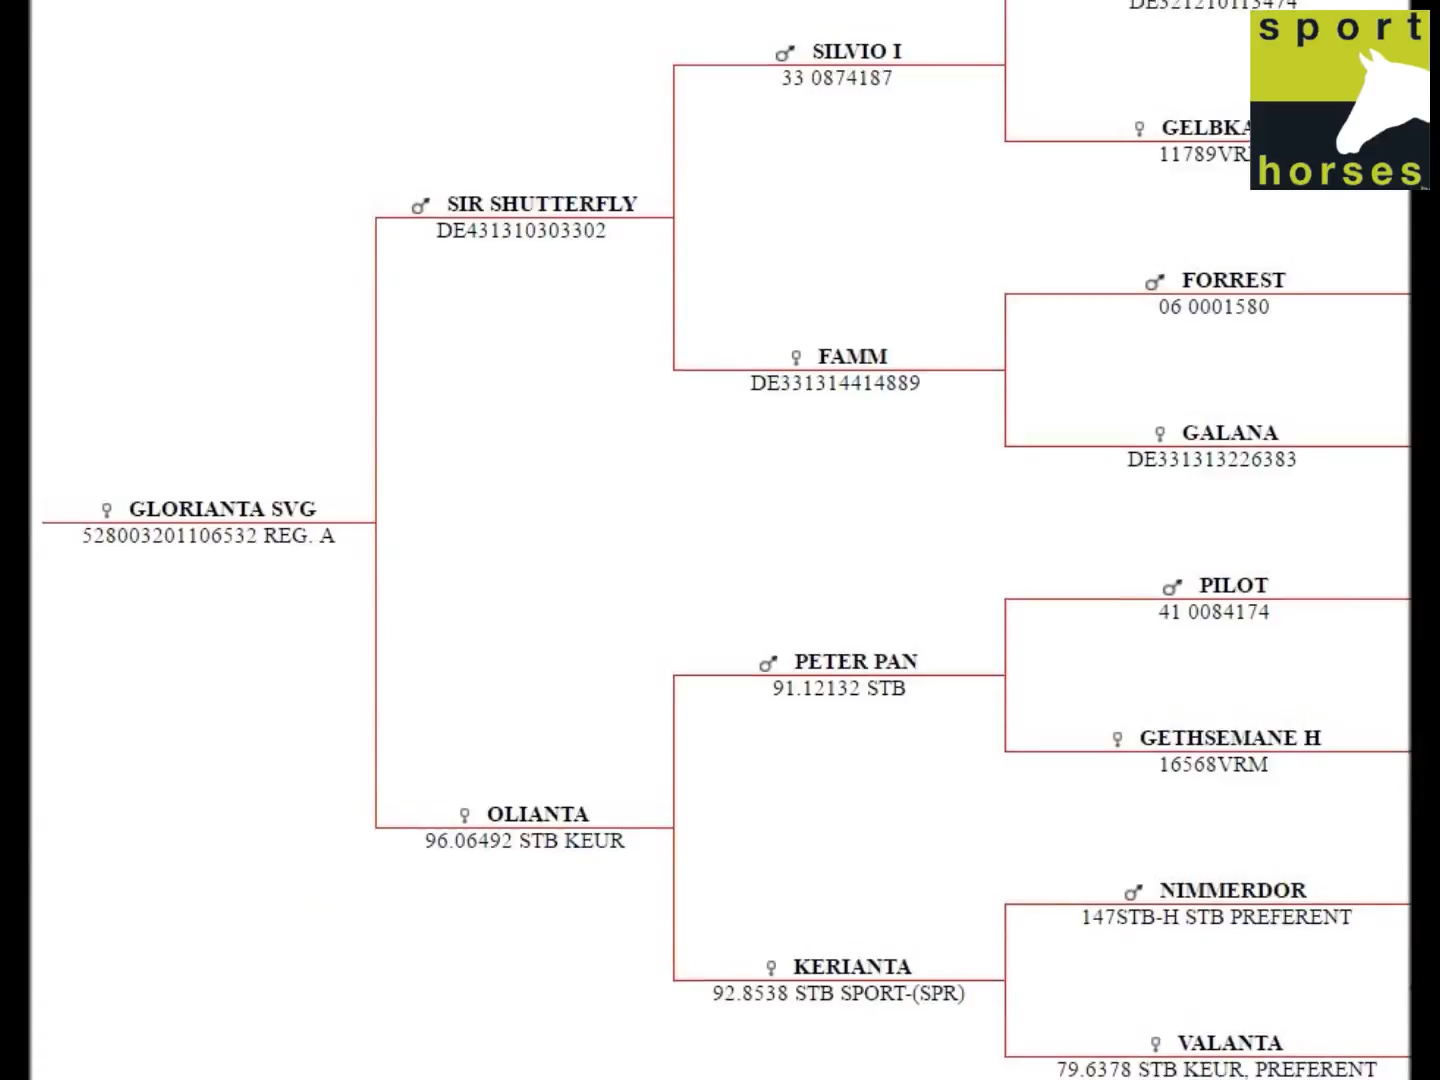 SILVIO I
33 0874187
sport
horses
SIR SHUTTERFLY
DE431310303302
FORREST
06 0001580
FAMM
DE331314414889
GALANA
DE331313226383
GLORIANTA SVG
528003201106532 REG. A
PILOT
41 0084174
PETER PAN
91.12132 STB
GETHSEMANE H
16568VRM
OLIANTA
96.06492 STB KEUR
NIMMERDOR
147STB-H STB PREFERENT
KERIANTA
92.8538 STB SPORT-(SPR)
VALANTA
79.6378 STB KEUR, PREFERENT